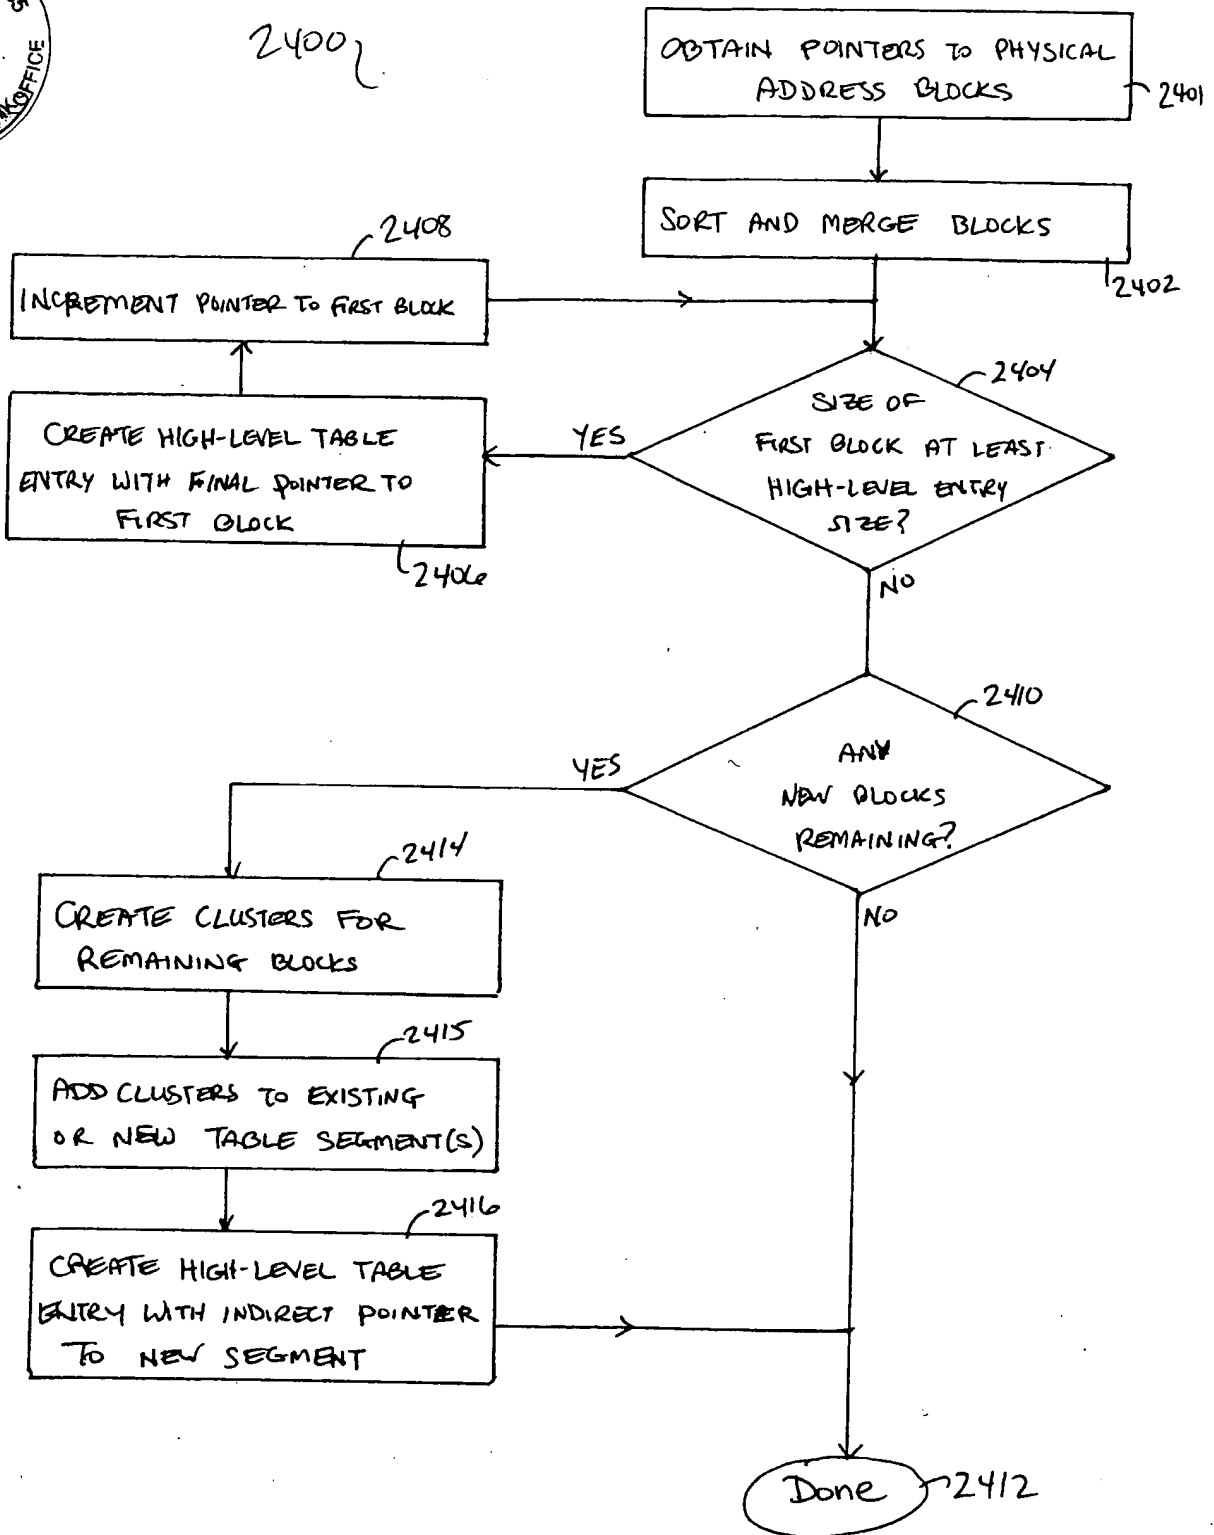 OFFICE
2400
OBTAIN POINTERS TO PHYSICAL
ADDRESS BLOCKS
2401
SORT AND MERGE BLOCKS
2402
2408
INCREMENT POINTER TO FIRST BLOCK
2404
SIZE OF
FIRST BLOCK AT LEAST
HIGH-LEVEL ENTRY
SIZE?
YES
NO
CREATE HIGH-LEVEL TABLE
ENTRY WITH FINAL POINTER TO
FIRST BLOCK
2406
2410
ANY
NEW BLOCKS
REMAINING?
YES
NO
2414
CREATE CLUSTERS FOR
REMAINING BLOCKS
2415
ADD CLUSTERS TO EXISTING
OR NEW TABLE SEGMENT(S)
2416
CREATE HIGH-LEVEL TABLE
ENTRY WITH INDIRECT POINTER
TO NEW SEGMENT
Done
2412